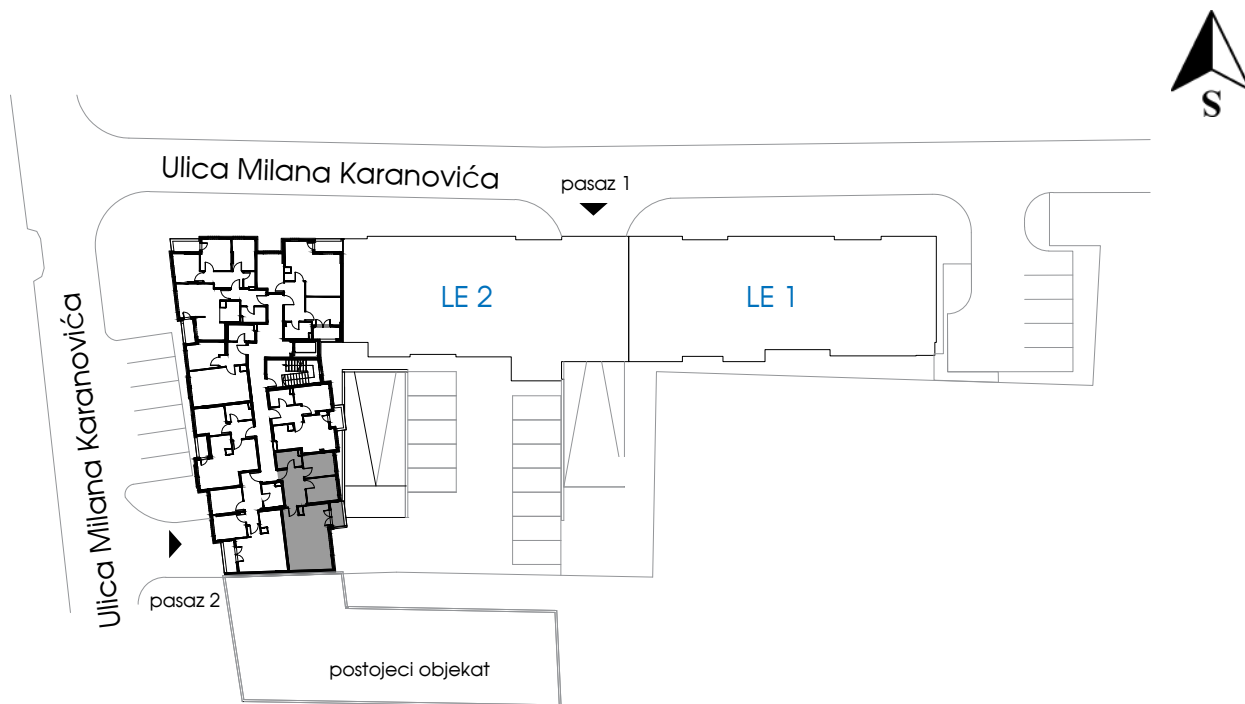 S
Ulica Milana Karanovića
pasaz 1
LE 2
LE 1
Ulica Milana Karanovića
pasaz 2
postojeci objekat